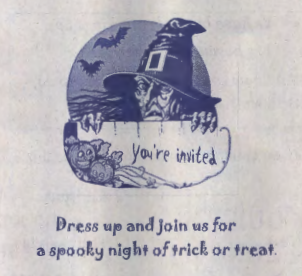 you're invited
Dress up and join us for
a spooky night of trick or treat.